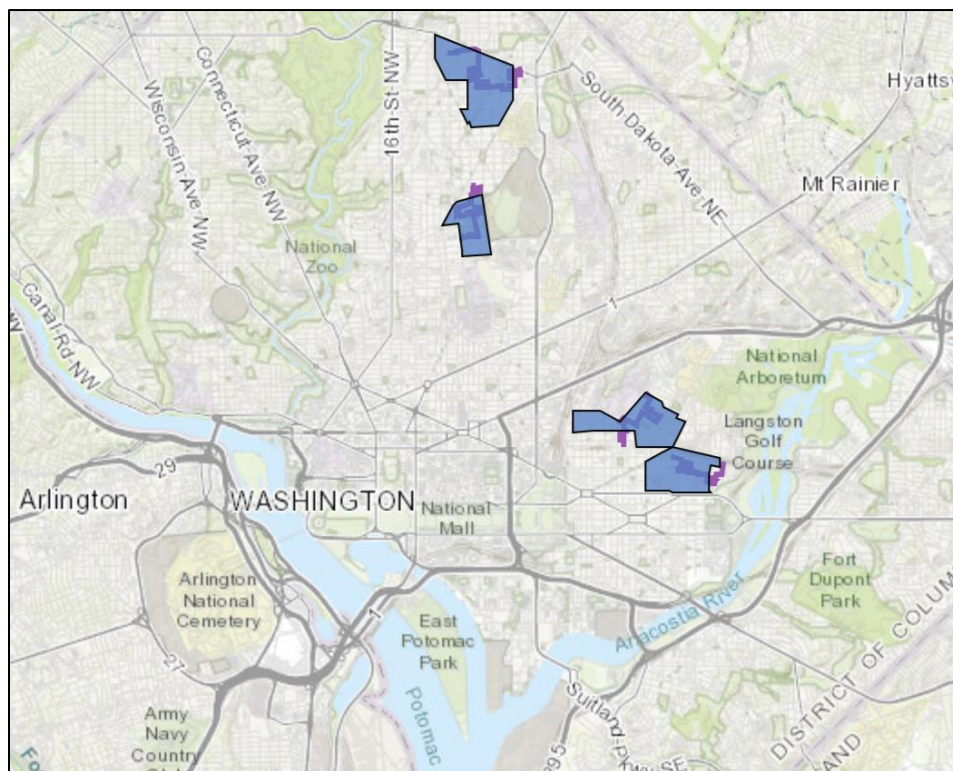 Wisconsin-Ave-NW
Connecticut-Ave-NW
16th-St NW
South-Dakota-Ave-NE
Hyatts
Mt Rainier
National
Zoo
Canal-Rd-NW
wy
1
National
Arboretum
Langston
Golf
Course
29
Arlington
WASHINGTON
National
Mall
Arlington
National
Cemetery
Fort
Dupont
Park
1
East
Potomac
Park
Anacostia River
27
DISTRICT OF COLUM
AND
Army
Navy
Country
Potomac
Suitland-pkwy-SE
295
Fo